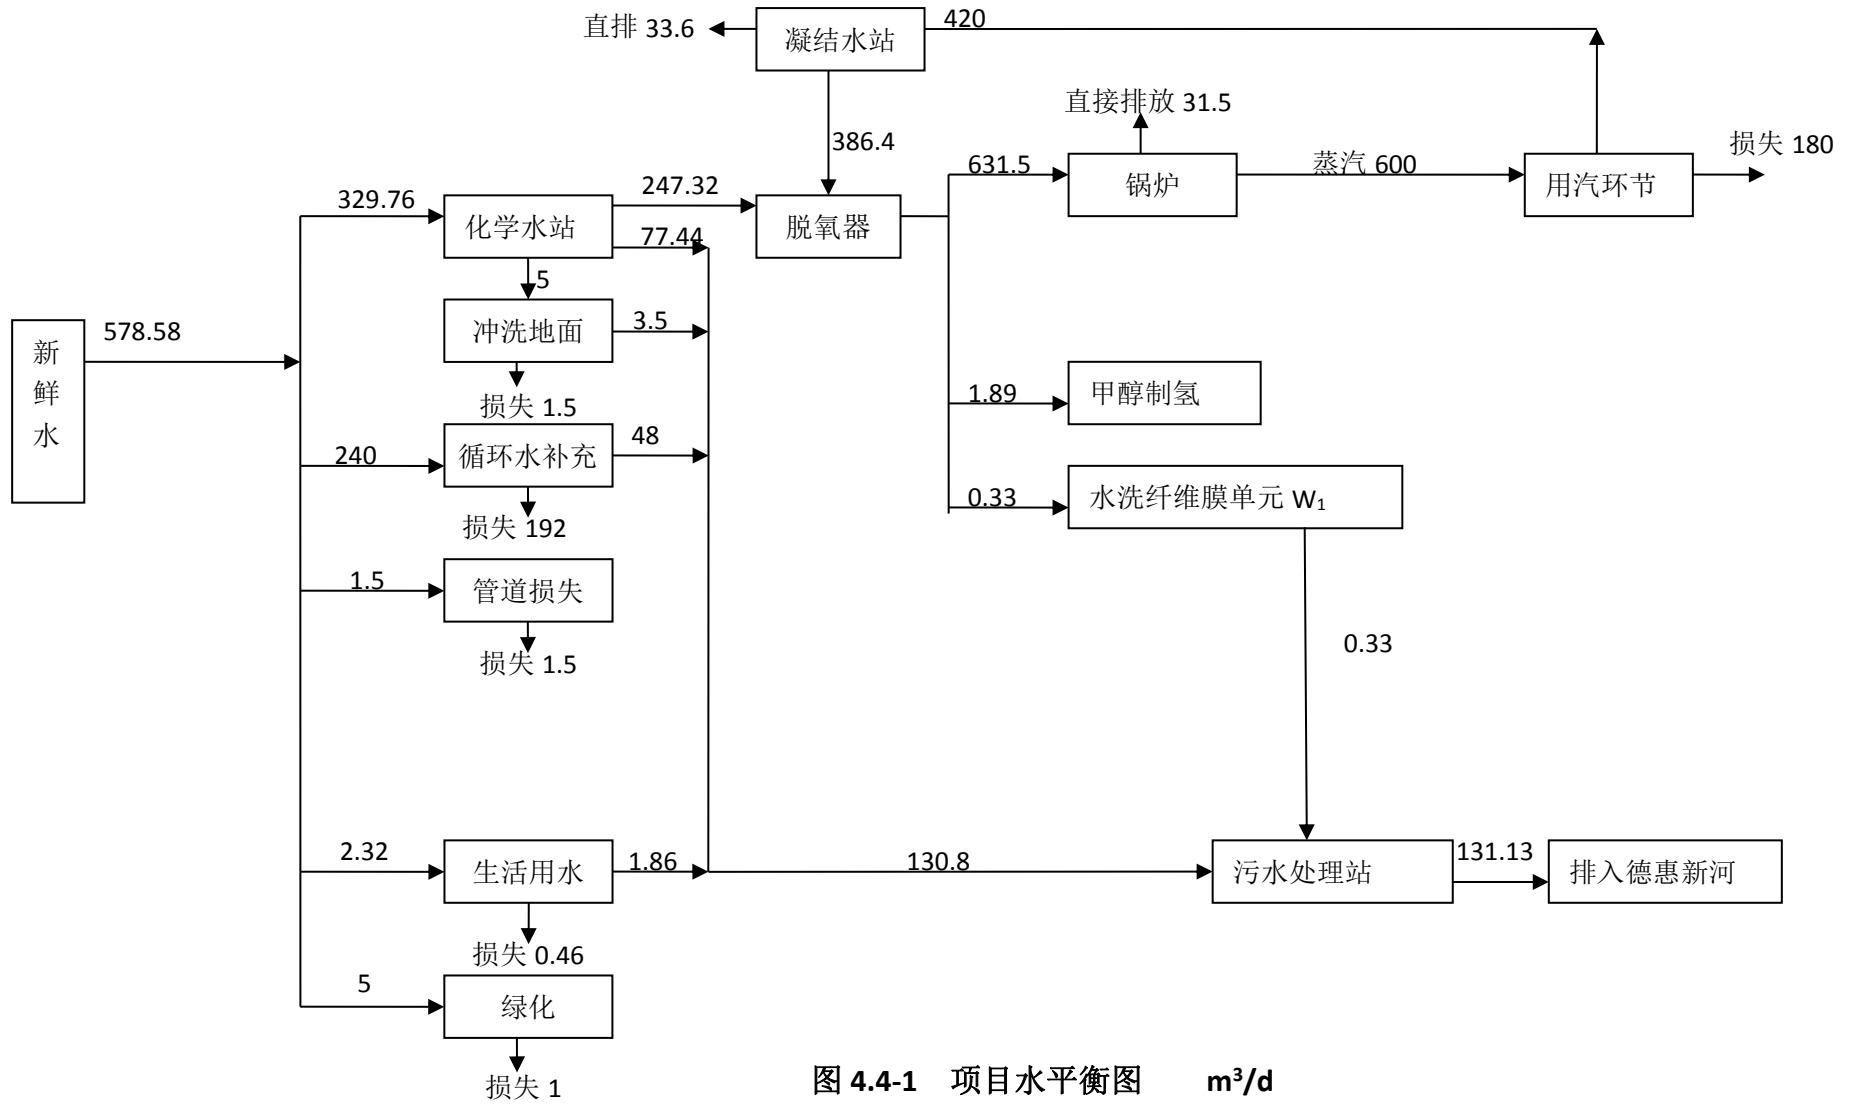 直排 33.6
凝结水站
420
直接排放 31.5
386.4
631.5
锅炉
蒸汽 600
用汽环节
损失 180
329.76
化学水站
247.32
脱氧器
77.44
5
新鲜水
578.58
冲洗地面
3.5
损失 1.5
1.89
甲醇制氢
240
循环水补充
48
损失 192
0.33
水洗纤维膜单元 W₁
1.5
管道损失
损失 1.5
0.33
2.32
生活用水
1.86
130.8
污水处理站
131.13
排入德惠新河
损失 0.46
5
绿化
损失 1
图 4.4-1 项目水平衡图 m³/d